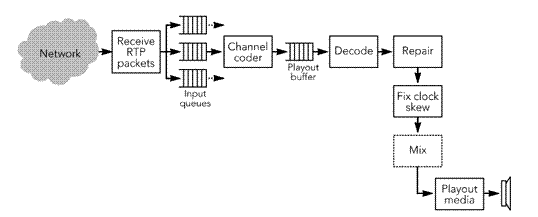 Network
Receive
RTP
packets
Input
queues
Channel
coder
Playout
buffer
Decode
Repair
Fix clock
skew
Mix
Playout
media